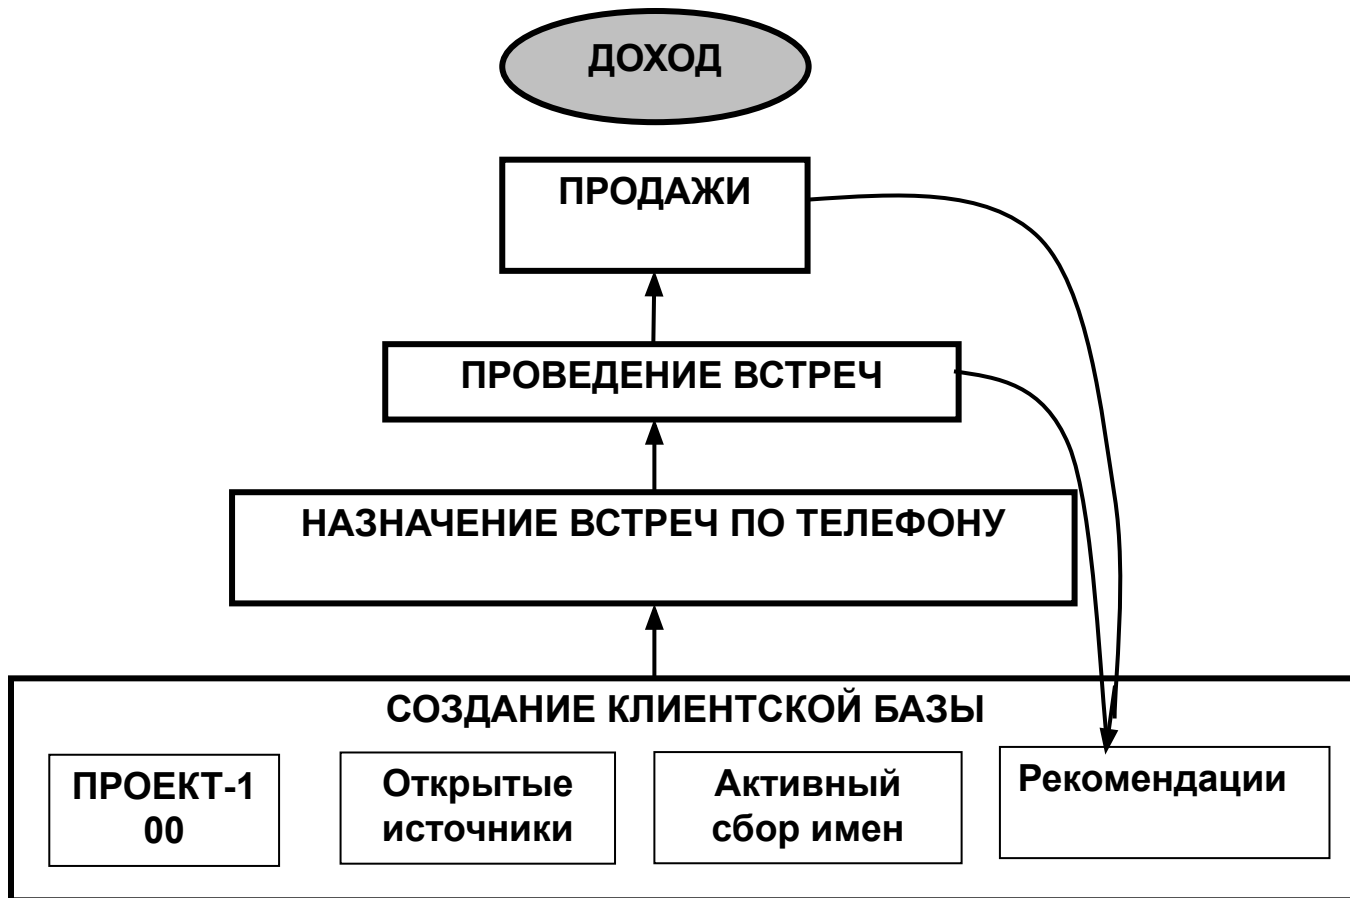 ДОХОД
ПРОДАЖИ
ПРОВЕДЕНИЕ ВСТРЕЧ
НАЗНАЧЕНИЕ ВСТРЕЧ ПО ТЕЛЕФОНУ
СОЗДАНИЕ КЛИЕНТСКОЙ БАЗЫ
ПРОЕКТ-1
00
Открытые
источники
Активный
сбор имен
Рекомендации